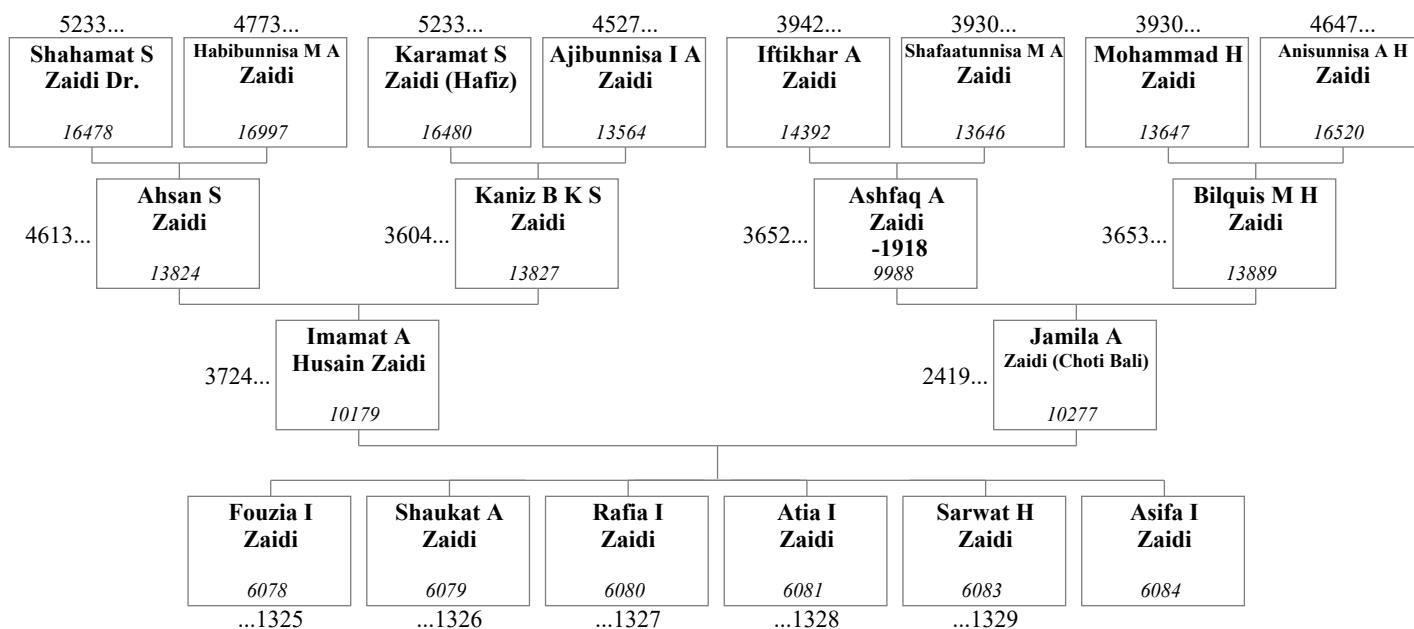 5233... 4773... 5233... 4527... 3942... 3930... 3930... 4647...
Shahamat S Habibunnisa M A Karamat S Ajibunnisa I A Iftikhar A Shafaatunnisa M A Mohammad H Anisunnisa A H
Zaidi Dr. Zaidi Zaidi (Hafiz) Zaidi Zaidi Zaidi Zaidi Zaidi
16478 16997 16480 13564 14392 13646 13647 16520
Ahsan S Kaniz B K S Ashfaq A Bilquis M H
Zaidi Zaidi Zaidi Zaidi
4613... 3604... 3652... -1918 3653...
13824 13827 9988 13889
Imamat A Jamila A
Husain Zaidi Zaidi (Choti Bali)
3724... 2419...
10179 10277
Fouzia I Shaukat A Rafia I Atia I Sarwat H Asifa I
Zaidi Zaidi Zaidi Zaidi Zaidi Zaidi
6078 6079 6080 6081 6083 6084
...1325 ...1326 ...1327 ...1328 ...1329